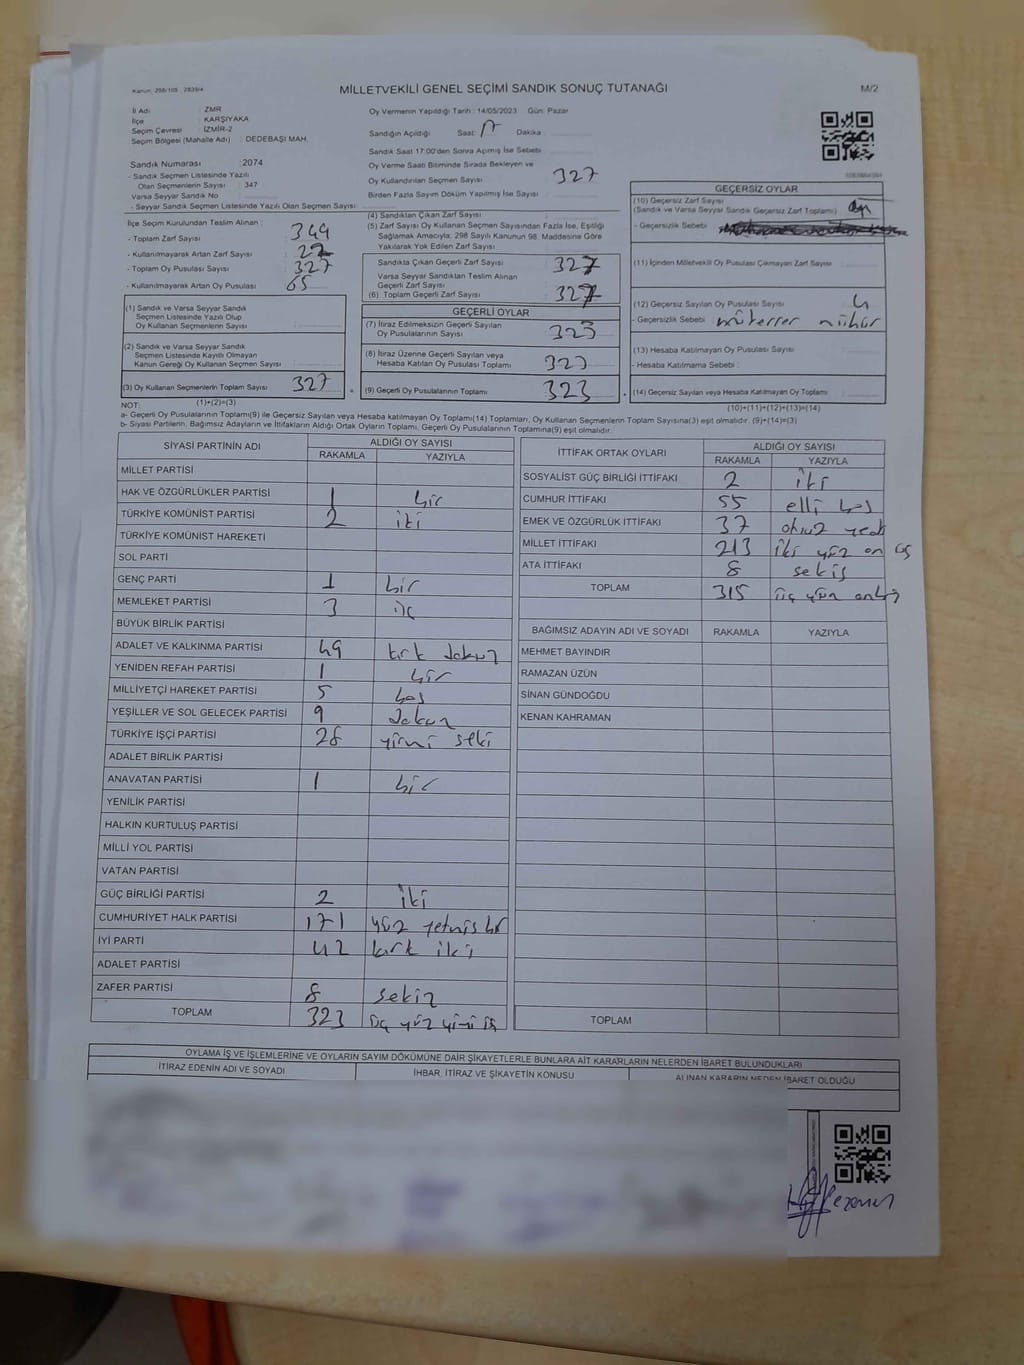 Kanun: 298/105 , 2839/4
MİLLETVEKİLİ GENEL SEÇİMİ SANDIK SONUÇ TUTANAĞI
M/2
İl Adı : ZMR
İlçe : KARŞIYAKA
Seçim Çevresi : İZMİR-2
Seçim Bölgesi (Mahalle Adı) : DEDEBAŞI MAH.
Sandık Numarası : 2074
- Sandık Seçmen Listesinde Yazılı
Olan Seçmenlerin Sayısı : 347
Varsa Seyyar Sandık No :
- Seyyar Sandık Seçmen Listesinde Yazılı Olan Seçmen Sayısı :
Oy Vermenin Yapıldığı Tarih : 14/05/2023 Gün: Pazar
Sandığın Açıldığı Saat: 17 Dakika :
Sandık Saat 17:00'den Sonra Açılmış İse Sebebi :
Oy Verme Saati Bitiminde Sırada Bekleyen ve
Oy Kullandırılan Seçmen Sayısı : 327
Birden Fazla Sayım Döküm Yapılmış İse Sayısı :
İlçe Seçim Kurulundan Teslim Alınan :
- Toplam Zarf Sayısı : 344
- Kullanılmayarak Artan Zarf Sayısı :
- Toplam Oy Pusulası Sayısı : 327
- Kullanılmayarak Artan Oy Pusulası : 65
(1) Sandık ve Varsa Seyyar Sandık
Seçmen Listesinde Yazılı Olup
Oy Kullanan Seçmenlerin Sayısı :
(2) Sandık ve Varsa Seyyar Sandık
Seçmen Listesinde Kayıtlı Olmayan
Kanun Gereği Oy Kullanan Seçmen Sayısı :
(3) Oy Kullanan Seçmenlerin Toplam Sayısı : 327
(1)+(2)=(3)
(4) Sandıktan Çıkan Zarf Sayısı :
(5) Zarf Sayısı Oy Kullanan Seçmen Sayısından Fazla İse, Eşitliği
Sağlamak Amacıyla; 298 Sayılı Kanunun 98. Maddesine Göre
Yakılarak Yok Edilen Zarf Sayısı :
Sandıkta Çıkan Geçerli Zarf Sayısı : 327
Varsa Seyyar Sandıktan Teslim Alınan
Geçerli Zarf Sayısı :
(6) Toplam Geçerli Zarf Sayısı : 327
GEÇERLİ OYLAR
(7) İtiraz Edilmeksizin Geçerli Sayılan
Oy Pusulalarının Sayısı : 323
(8) İtiraz Üzerine Geçerli Sayılan veya
Hesaba Katılan Oy Pusulası Toplamı : 323
(9) Geçerli Oy Pusulalarının Toplamı : 323
GEÇERSİZ OYLAR
(10) Geçersiz Zarf Sayısı
(Sandık ve Varsa Seyyar Sandık Geçersiz Zarf Toplamı) :
- Geçersizlik Sebebi :
(11) İçinden Milletvekili Oy Pusulası Çıkmayan Zarf Sayısı :
(12) Geçersiz Sayılan Oy Pusulası Sayısı : 4
- Geçersizlik Sebebi : mükerrer mühür
(13) Hesaba Katılmayan Oy Pusulası Sayısı :
- Hesaba Katılmama Sebebi :
(14) Geçersiz Sayılan veya Hesaba Katılmayan Oy Toplamı :
(10)+(11)+(12)+(13)=(14)
NOT:
a- Geçerli Oy Pusulalarının Toplamı(9) ile Geçersiz Sayılan veya Hesaba katılmayan Oy Toplamı(14) Toplamları, Oy Kullanan Seçmenlerin Toplam Sayısına(3) eşit olmalıdır. (9)+(14)=(3)
b- Siyasi Partilerin, Bağımsız Adayların ve İttifakların Aldığı Ortak Oyların Toplamı, Geçerli Oy Pusulalarının Toplamına(9) eşit olmalıdır.
SİYASİ PARTİNİN ADI ALDIĞI OY SAYISI
RAKAMLA YAZIYLA
MİLLET PARTİSİ
HAK VE ÖZGÜRLÜKLER PARTİSİ 1 bir
TÜRKİYE KOMÜNİST PARTİSİ 2 iki
TÜRKİYE KOMÜNİST HAREKETİ
SOL PARTİ
GENÇ PARTİ 1 bir
MEMLEKET PARTİSİ 3 üç
BÜYÜK BİRLİK PARTİSİ
ADALET VE KALKINMA PARTİSİ 49 kırk dokuz
YENİDEN REFAH PARTİSİ 1 bir
MİLLİYETÇİ HAREKET PARTİSİ 5 beş
YEŞİLLER VE SOL GELECEK PARTİSİ 9 dokuz
TÜRKİYE İŞÇİ PARTİSİ 28 yirmi seki
ADALET BİRLİK PARTİSİ
ANAVATAN PARTİSİ 1 bir
YENİLİK PARTİSİ
HALKIN KURTULUŞ PARTİSİ
MİLLİ YOL PARTİSİ
VATAN PARTİSİ
GÜÇ BİRLİĞİ PARTİSİ 2 iki
CUMHURİYET HALK PARTİSİ 171 yüz yetmiş bir
İYİ PARTİ 42 kırk iki
ADALET PARTİSİ
ZAFER PARTİSİ 8 sekiz
TOPLAM 323 üç yüz yirmi üç
İTTİFAK ORTAK OYLARI ALDIĞI OY SAYISI
RAKAMLA YAZIYLA
SOSYALİST GÜÇ BİRLİĞİ İTTİFAKI 2 iki
CUMHUR İTTİFAKI 55 elli beş
EMEK VE ÖZGÜRLÜK İTTİFAKI 37 otuz yedi
MİLLET İTTİFAKI 213 iki yüz on üç
ATA İTTİFAKI 8 sekiz
TOPLAM 315 üç yüz onbeş
BAĞIMSIZ ADAYIN ADI VE SOYADI RAKAMLA YAZIYLA
MEHMET BAYINDIR
RAMAZAN ÜZÜN
SİNAN GÜNDOĞDU
KENAN KAHRAMAN
TOPLAM
OYLAMA İŞ VE İŞLEMLERİNE VE OYLARIN SAYIM DÖKÜMÜNE DAİR ŞİKAYETLERLE BUNLARA AİT KARARLARIN NELERDEN İBARET BULUNDUKLARI
İTİRAZ EDENİN ADI VE SOYADI İHBAR, İTİRAZ VE ŞİKAYETİN KONUSU ALINAN KARARIN NEDEN İBARET OLDUĞU